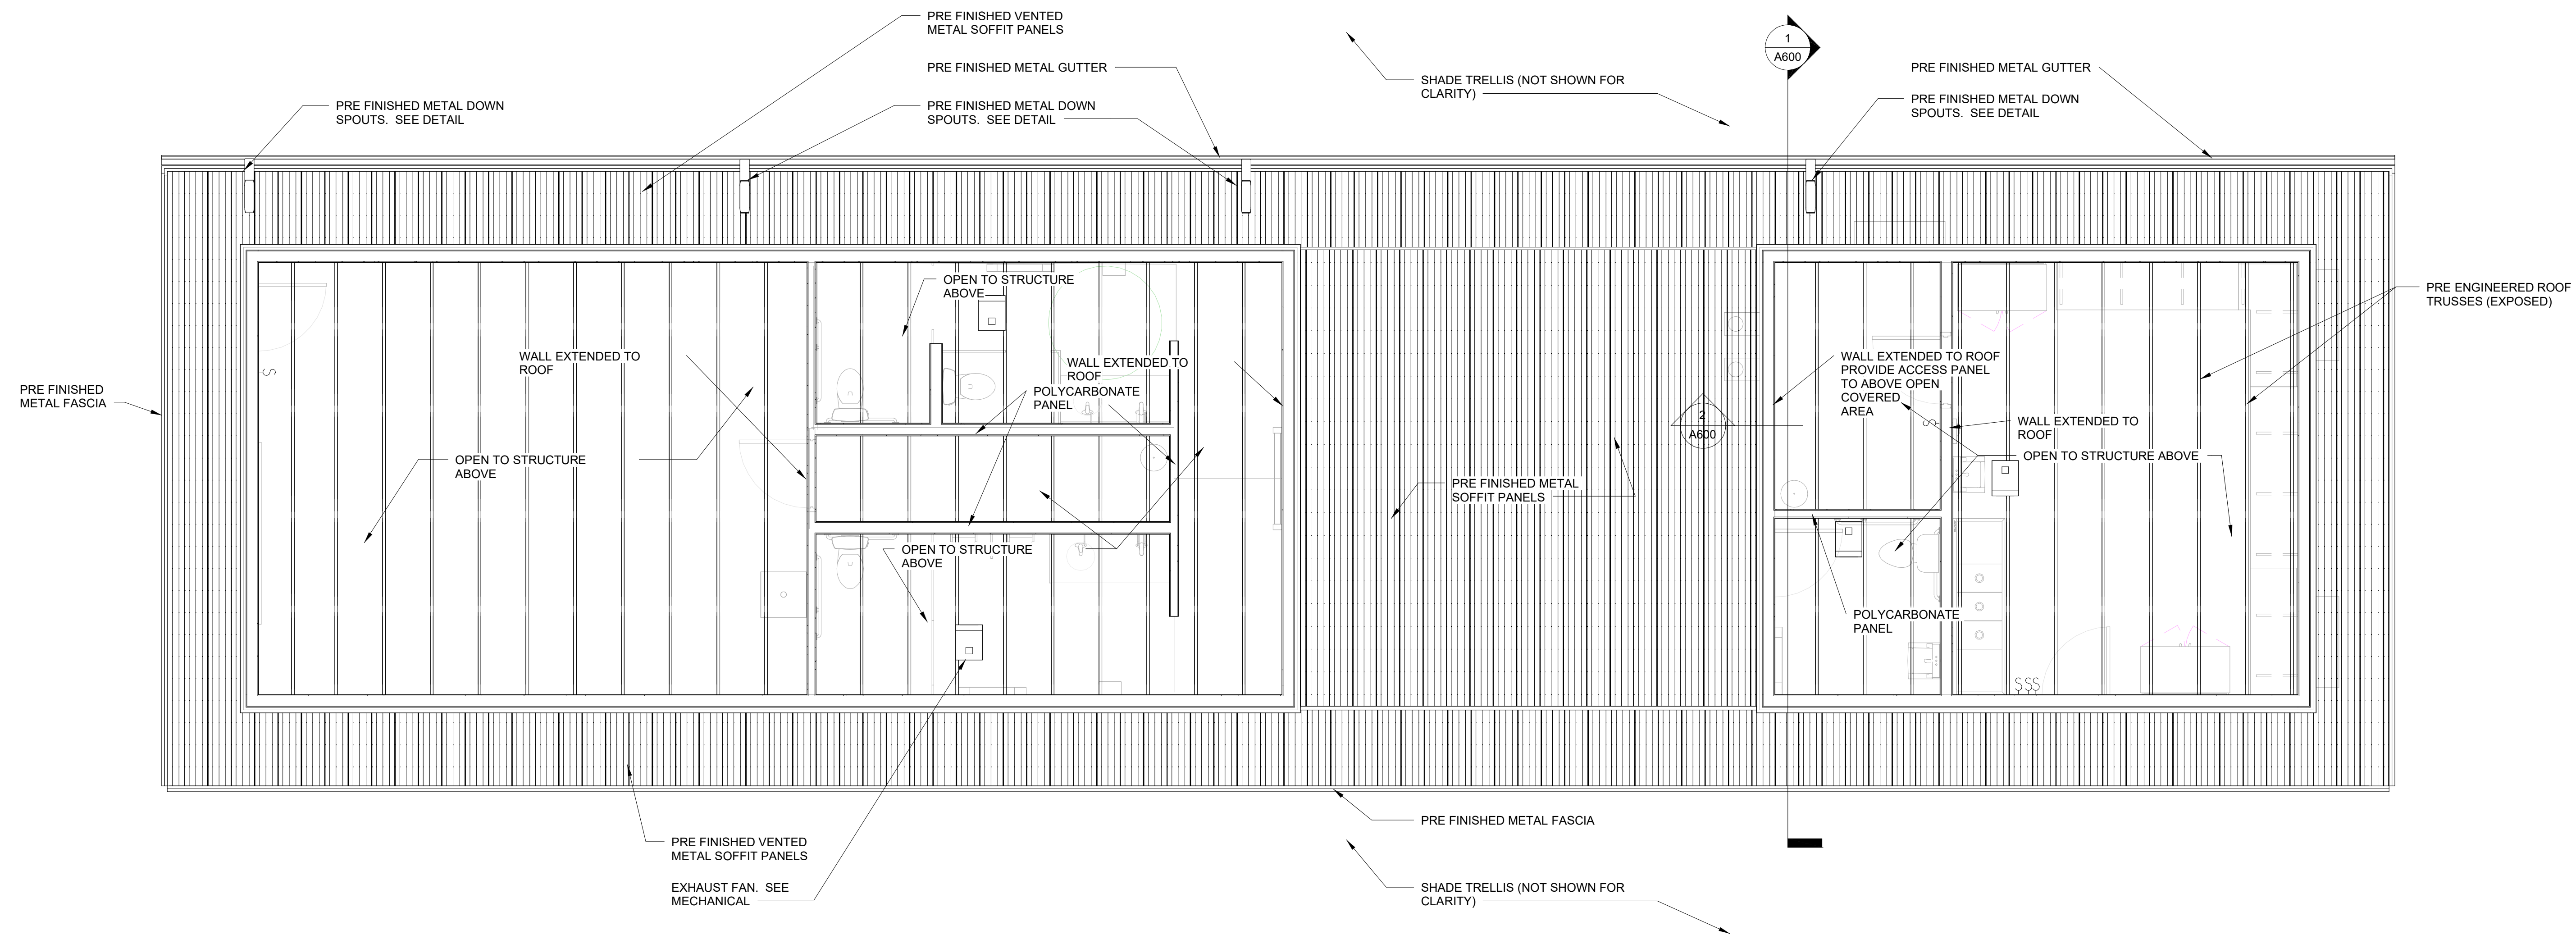 PRE FINISHED VENTED
METAL SOFFIT PANELS
PRE FINISHED METAL GUTTER
PRE FINISHED METAL DOWN
SPOUTS. SEE DETAIL
PRE FINISHED METAL DOWN
SPOUTS. SEE DETAIL
SHADE TRELLIS (NOT SHOWN FOR
CLARITY)
1
A600
PRE FINISHED METAL GUTTER
PRE FINISHED METAL DOWN
SPOUTS. SEE DETAIL
OPEN TO STRUCTURE
ABOVE
PRE ENGINEERED ROOF
TRUSSES (EXPOSED)
WALL EXTENDED TO
ROOF
WALL EXTENDED TO
ROOF
POLYCARBONATE
PANEL
WALL EXTENDED TO ROOF
PROVIDE ACCESS PANEL
TO ABOVE OPEN
COVERED
AREA
PRE FINISHED
METAL FASCIA
2
A600
WALL EXTENDED TO
ROOF
OPEN TO STRUCTURE
ABOVE
OPEN TO STRUCTURE ABOVE
PRE FINISHED METAL
SOFFIT PANELS
OPEN TO STRUCTURE
ABOVE
POLYCARBONATE
PANEL
S
S
SSS
PRE FINISHED METAL FASCIA
PRE FINISHED VENTED
METAL SOFFIT PANELS
EXHAUST FAN. SEE
MECHANICAL
SHADE TRELLIS (NOT SHOWN FOR
CLARITY)